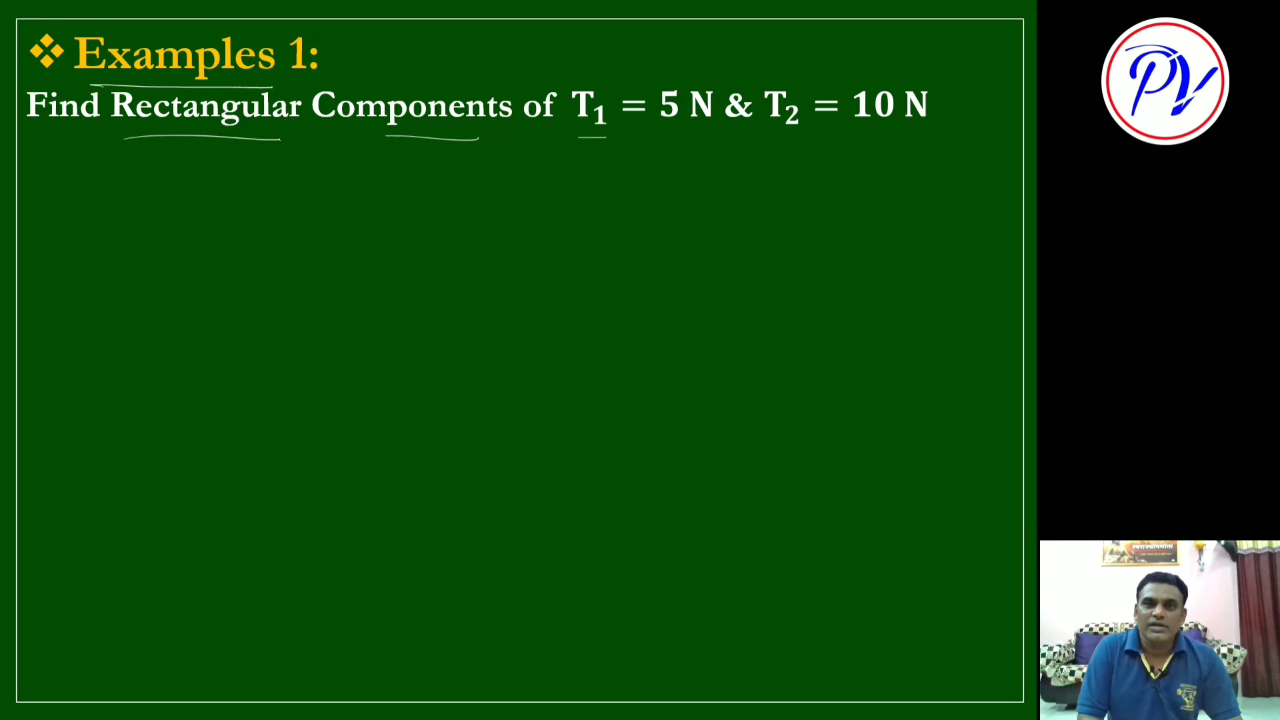 ❖ Examples 1:
Find Rectangular Components of T₁ = 5 N & T₂ = 10 N
PV